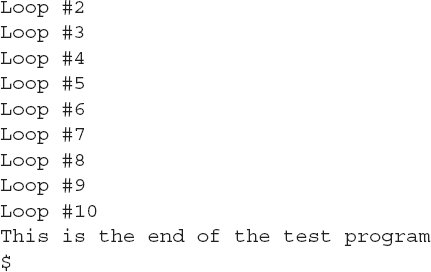 Loop #2
Loop #3
Loop #4
Loop #5
Loop #6
Loop #7
Loop #8
Loop #9
Loop #10
This is the end of the test program
$